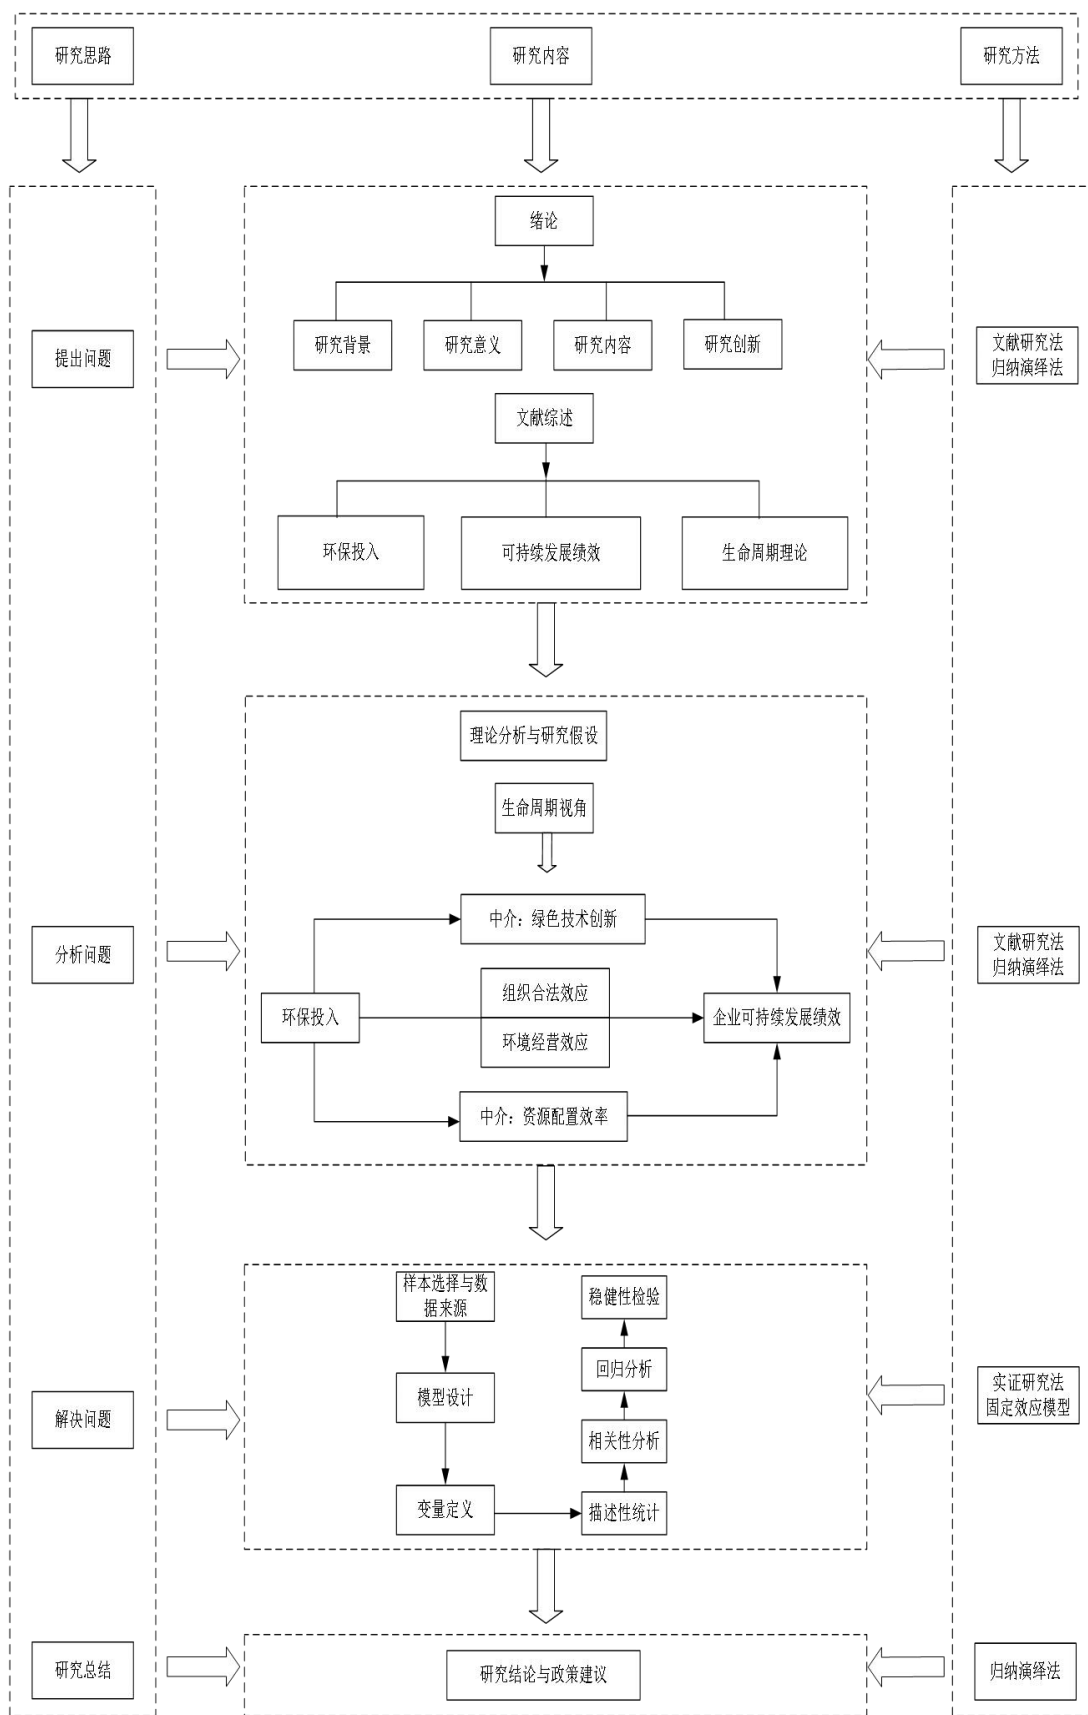 研究思路
研究内容
研究方法
绪论
研究背景
研究意义
研究内容
研究创新
提出问题
文献研究法
归纳演绎法
文献综述
环保投入
可持续发展绩效
生命周期理论
理论分析与研究假设
生命周期视角
中介：绿色技术创新
分析问题
文献研究法
归纳演绎法
组织合法效应
环保投入
企业可持续发展绩效
环境经营效应
中介：资源配置效率
样本选择与数
据来源
稳健性检验
回归分析
模型设计
实证研究法
固定效应模型
解决问题
相关性分析
变量定义
描述性统计
研究总结
研究结论与政策建议
归纳演绎法